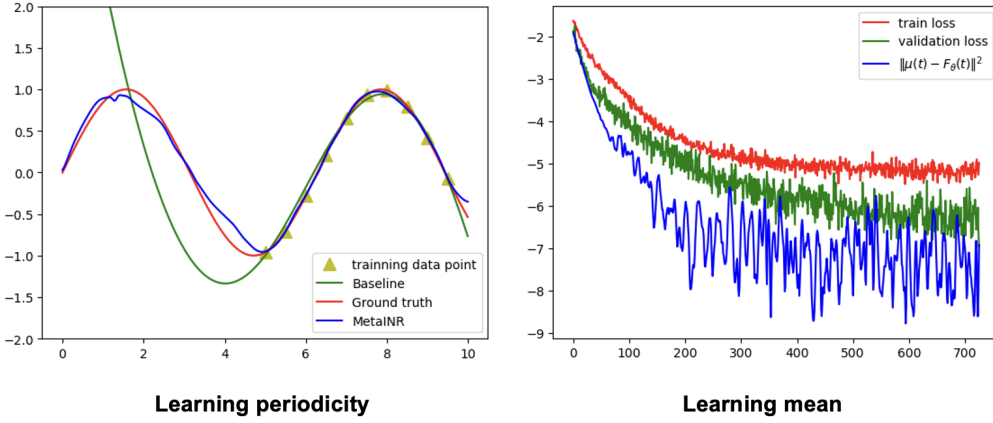 2.0
1.5
1.0
0.5
0.0
−0.5
−1.0
−1.5
−2.0
0 2 4 6 8 10
trainning data point
Baseline
Ground truth
MetaINR
Learning periodicity
−2
−3
−4
−5
−6
−7
−8
−9
0 100 200 300 400 500 600 700
train loss
validation loss
‖μ(t) − Fθ(t)‖²
Learning mean